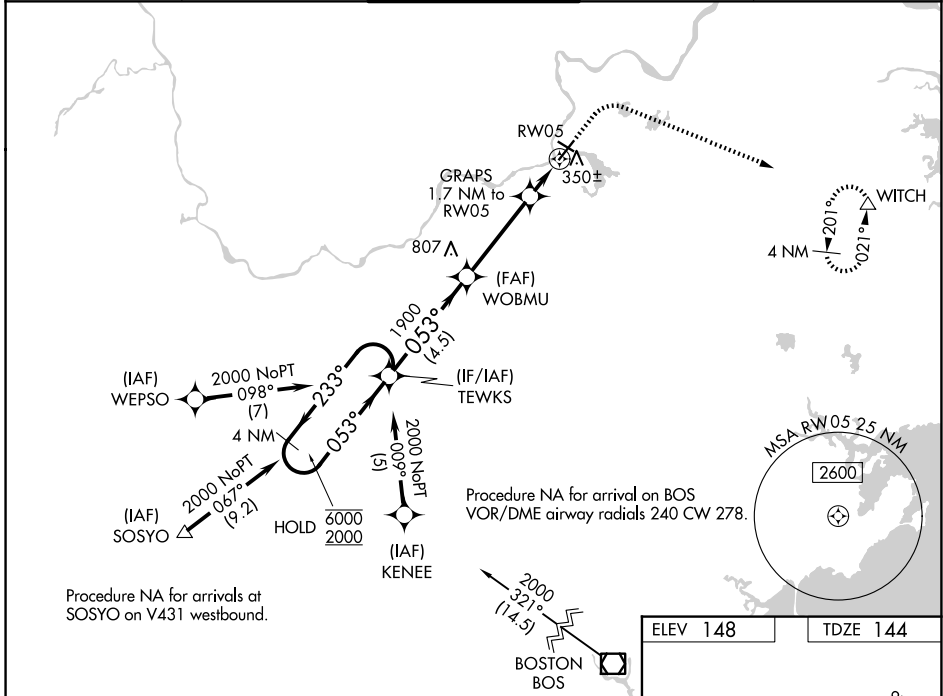 RW05
350±
GRAPS
1.7 NM to
RW05
WITCH
201°
021°
4 NM
807
(FAF)
WOBMU
1900
053°
(4.5)
(IAF)
WEPSO
2000 NoPT
098°
(7)
233°
(IF/IAF)
TEWKS
4 NM
053°
2000 NoPT
009°
(5)
MSA RW05 25 NM
2600
2000 NoPT
067°
(9.2)
(IAF)
SOSYO
HOLD
6000
2000
(IAF)
KENEE
Procedure NA for arrival on BOS
VOR/DME airway radials 240 CW 278.
Procedure NA for arrivals at
SOSYO on V431 westbound.
2000
321°
(14.5)
BOSTON
BOS
ELEV 148
TDZE 144